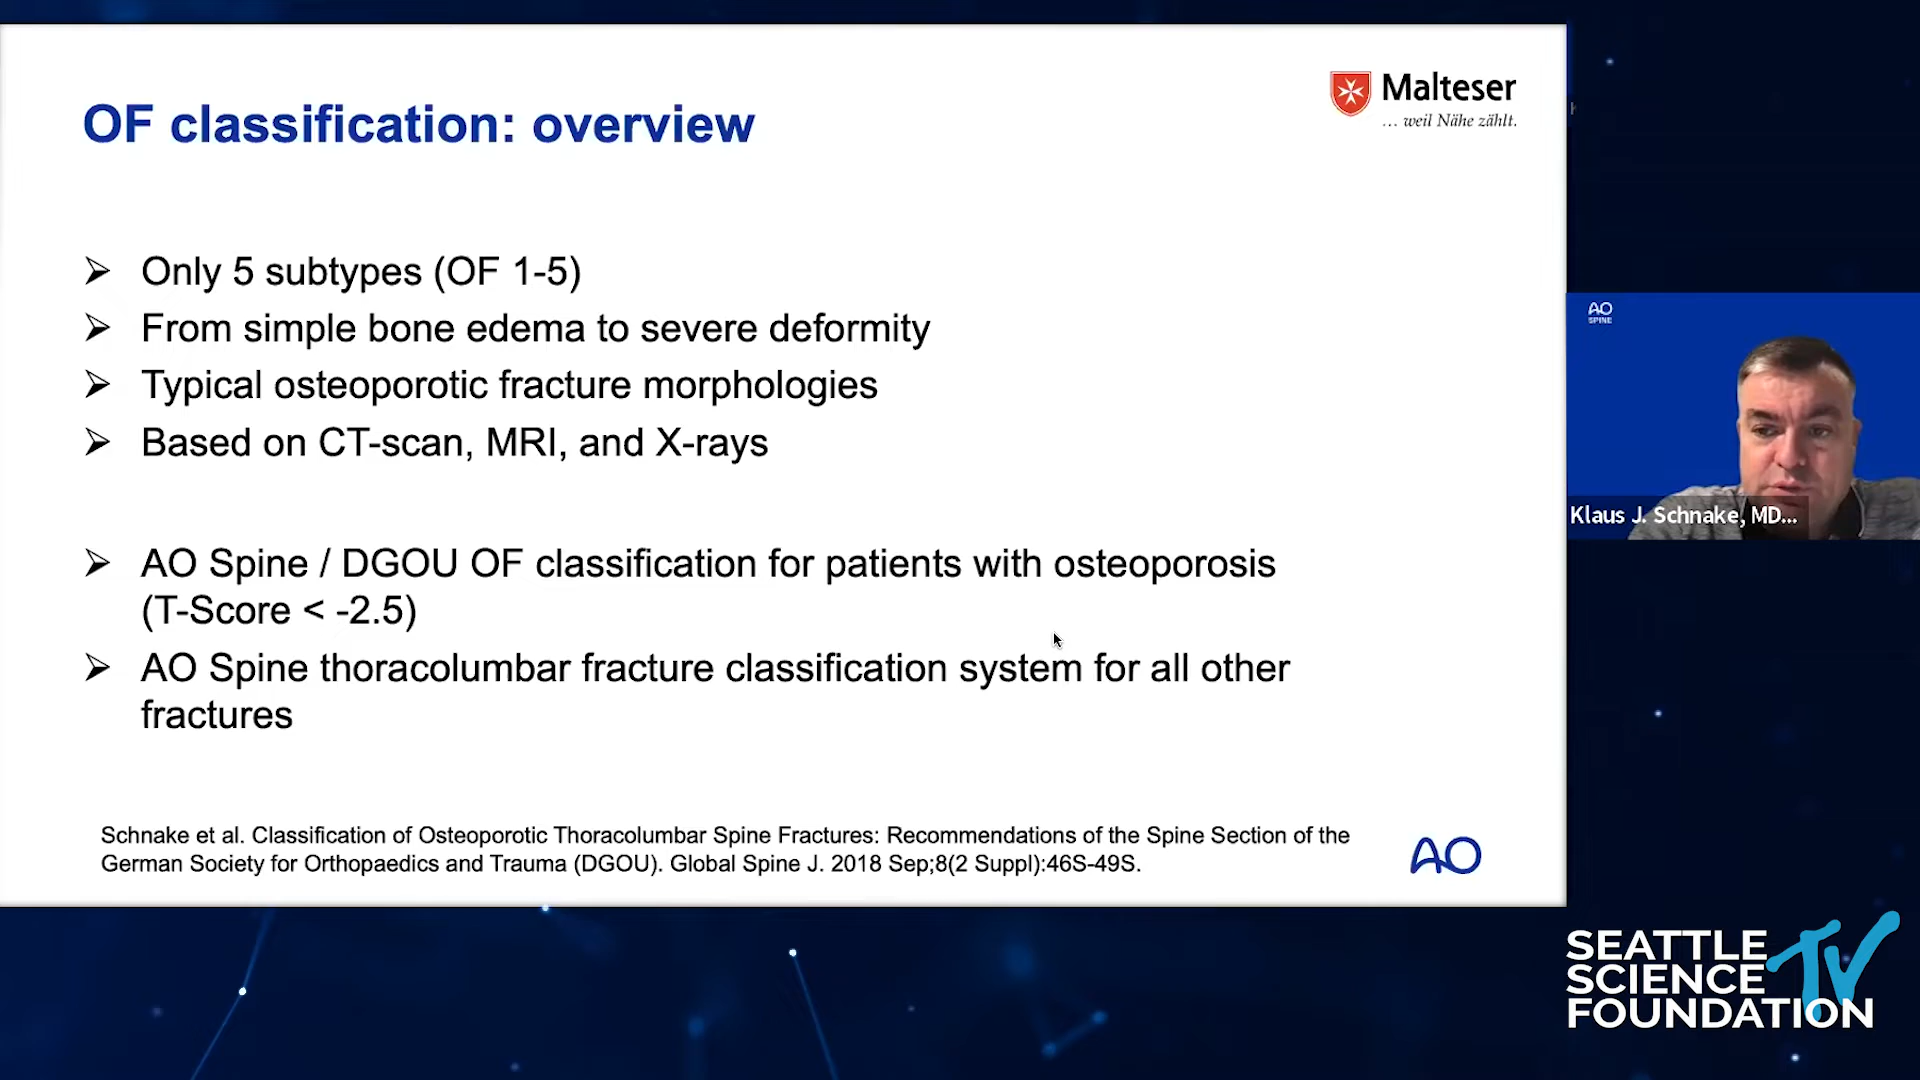 OF classification: overview
Malteser
... weil Nähe zählt.
➢ Only 5 subtypes (OF 1-5)
➢ From simple bone edema to severe deformity
➢ Typical osteoporotic fracture morphologies
➢ Based on CT-scan, MRI, and X-rays
➢ AO Spine / DGOU OF classification for patients with osteoporosis
(T-Score < -2.5)
➢ AO Spine thoracolumbar fracture classification system for all other
fractures
Schnake et al. Classification of Osteoporotic Thoracolumbar Spine Fractures: Recommendations of the Spine Section of the
German Society for Orthopaedics and Trauma (DGOU). Global Spine J. 2018 Sep;8(2 Suppl):46S-49S.
AO
AO
SPINE
Klaus J. Schnake, MD...
SEATTLE
SCIENCE
FOUNDATION
TV